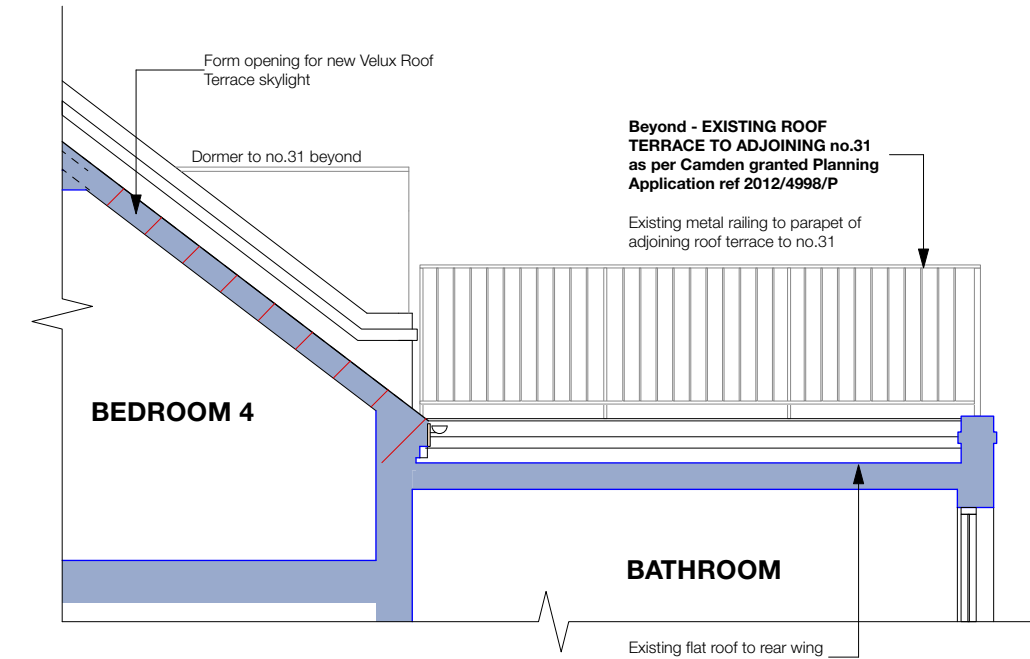 Form opening for new Velux Roof
Terrace skylight
Dormer to no.31 beyond
Beyond - EXISTING ROOF
TERRACE TO ADJOINING no.31
as per Camden granted Planning
Application ref 2012/4998/P
Existing metal railing to parapet of
adjoining roof terrace to no.31
BEDROOM 4
BATHROOM
Existing flat roof to rear wing